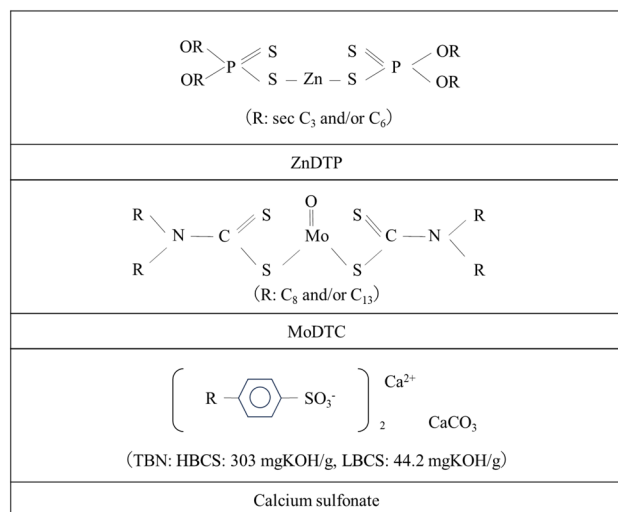 OR S S OR
P P
OR S – Zn – S OR
(R: sec C₃ and/or C₆)
ZnDTP
O
R S S R
N – C Mo C – N
R S S R
(R: C₈ and/or C₁₃)
MoDTC
R SO₃⁻ Ca²⁺
2 CaCO₃
(TBN: HBCS: 303 mgKOH/g, LBCS: 44.2 mgKOH/g)
Calcium sulfonate